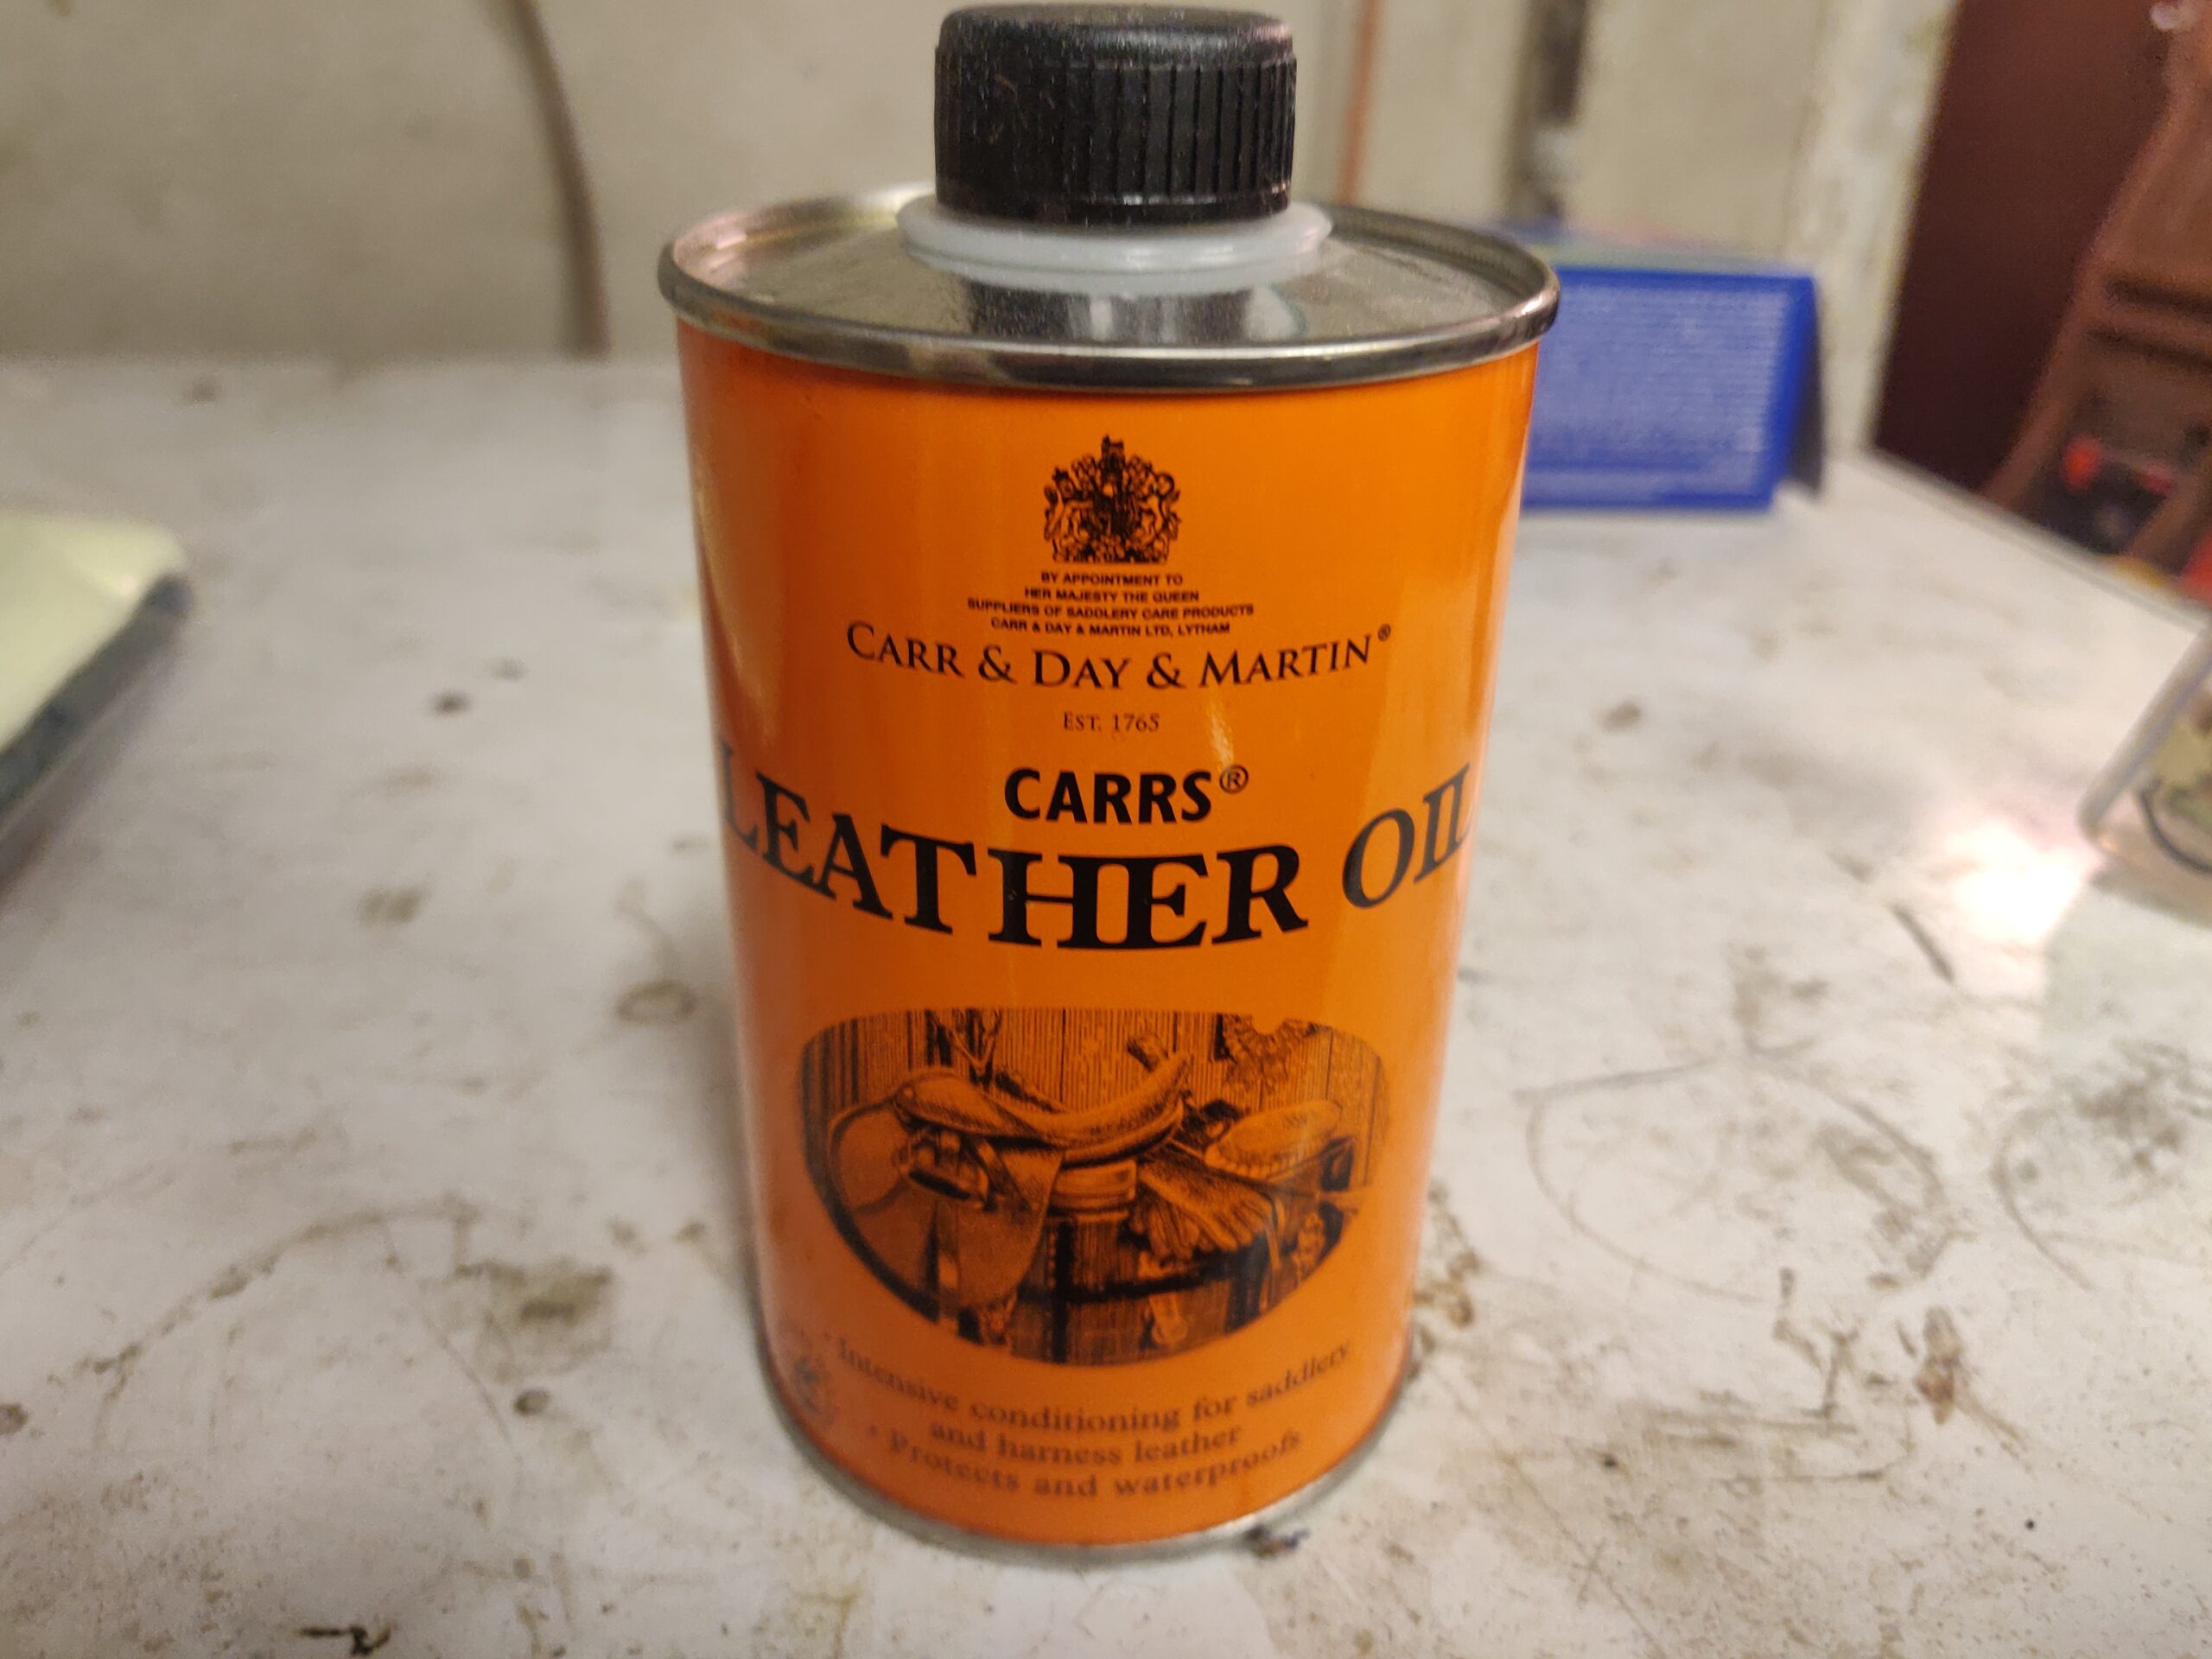 BY APPOINTMENT TO
HER MAJESTY THE QUEEN
SUPPLIERS OF SADDLERY CARE PRODUCTS
CARR & DAY & MARTIN LTD, LYTHAM
CARR & DAY & MARTIN®
EST. 1765
CARRS®
LEATHER OIL
• Intensive conditioning for saddlery
and harness leather
• Protects and waterproofs